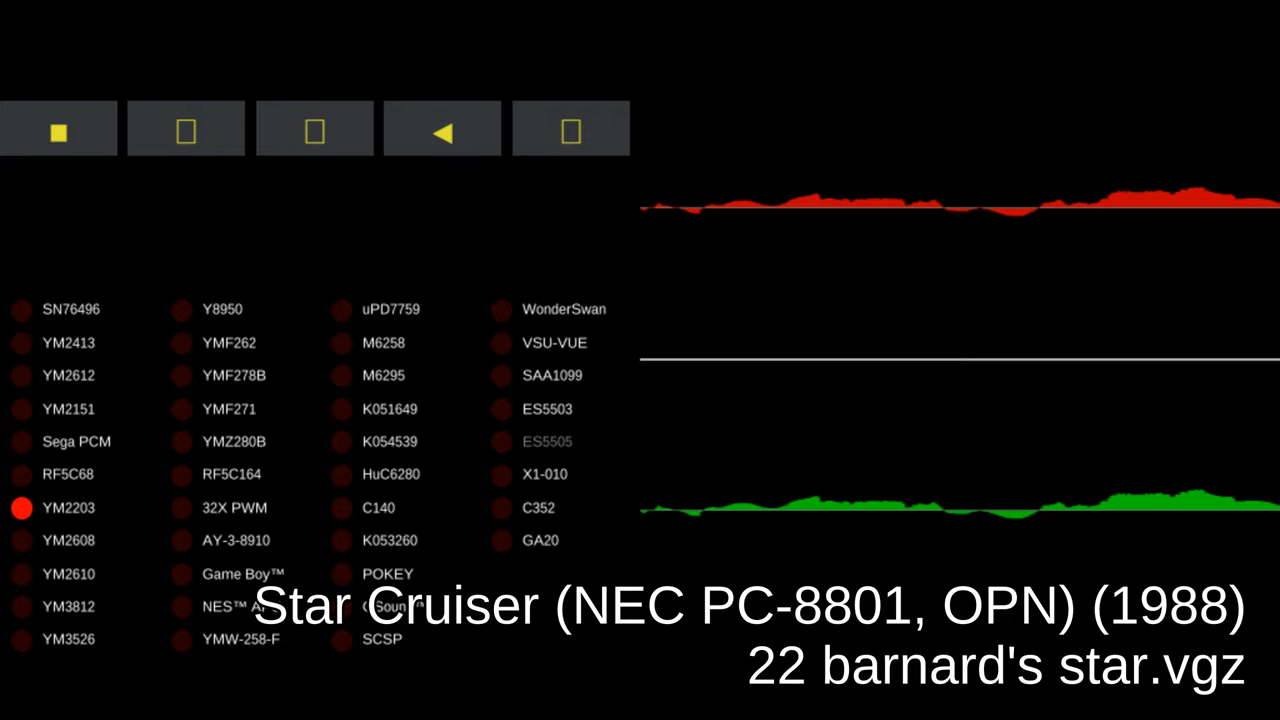 SN76496 Y8950 uPD7759 WonderSwan
YM2413 YMF262 M6258 VSU-VUE
YM2612 YMF278B M6295 SAA1099
YM2151 YMF271 K051649 ES5503
Sega PCM YMZ280B K054539 ES5505
RF5C68 RF5C164 HuC6280 X1-010
YM2203 32X PWM C140 C352
YM2608 AY-3-8910 K053260 GA20
YM2610 Game Boy™ POKEY
YM3812 NES™
YM3526 YMW-258-F SCSP
Star Cruiser (NEC PC-8801, OPN) (1988)
22 barnard's star.vgz